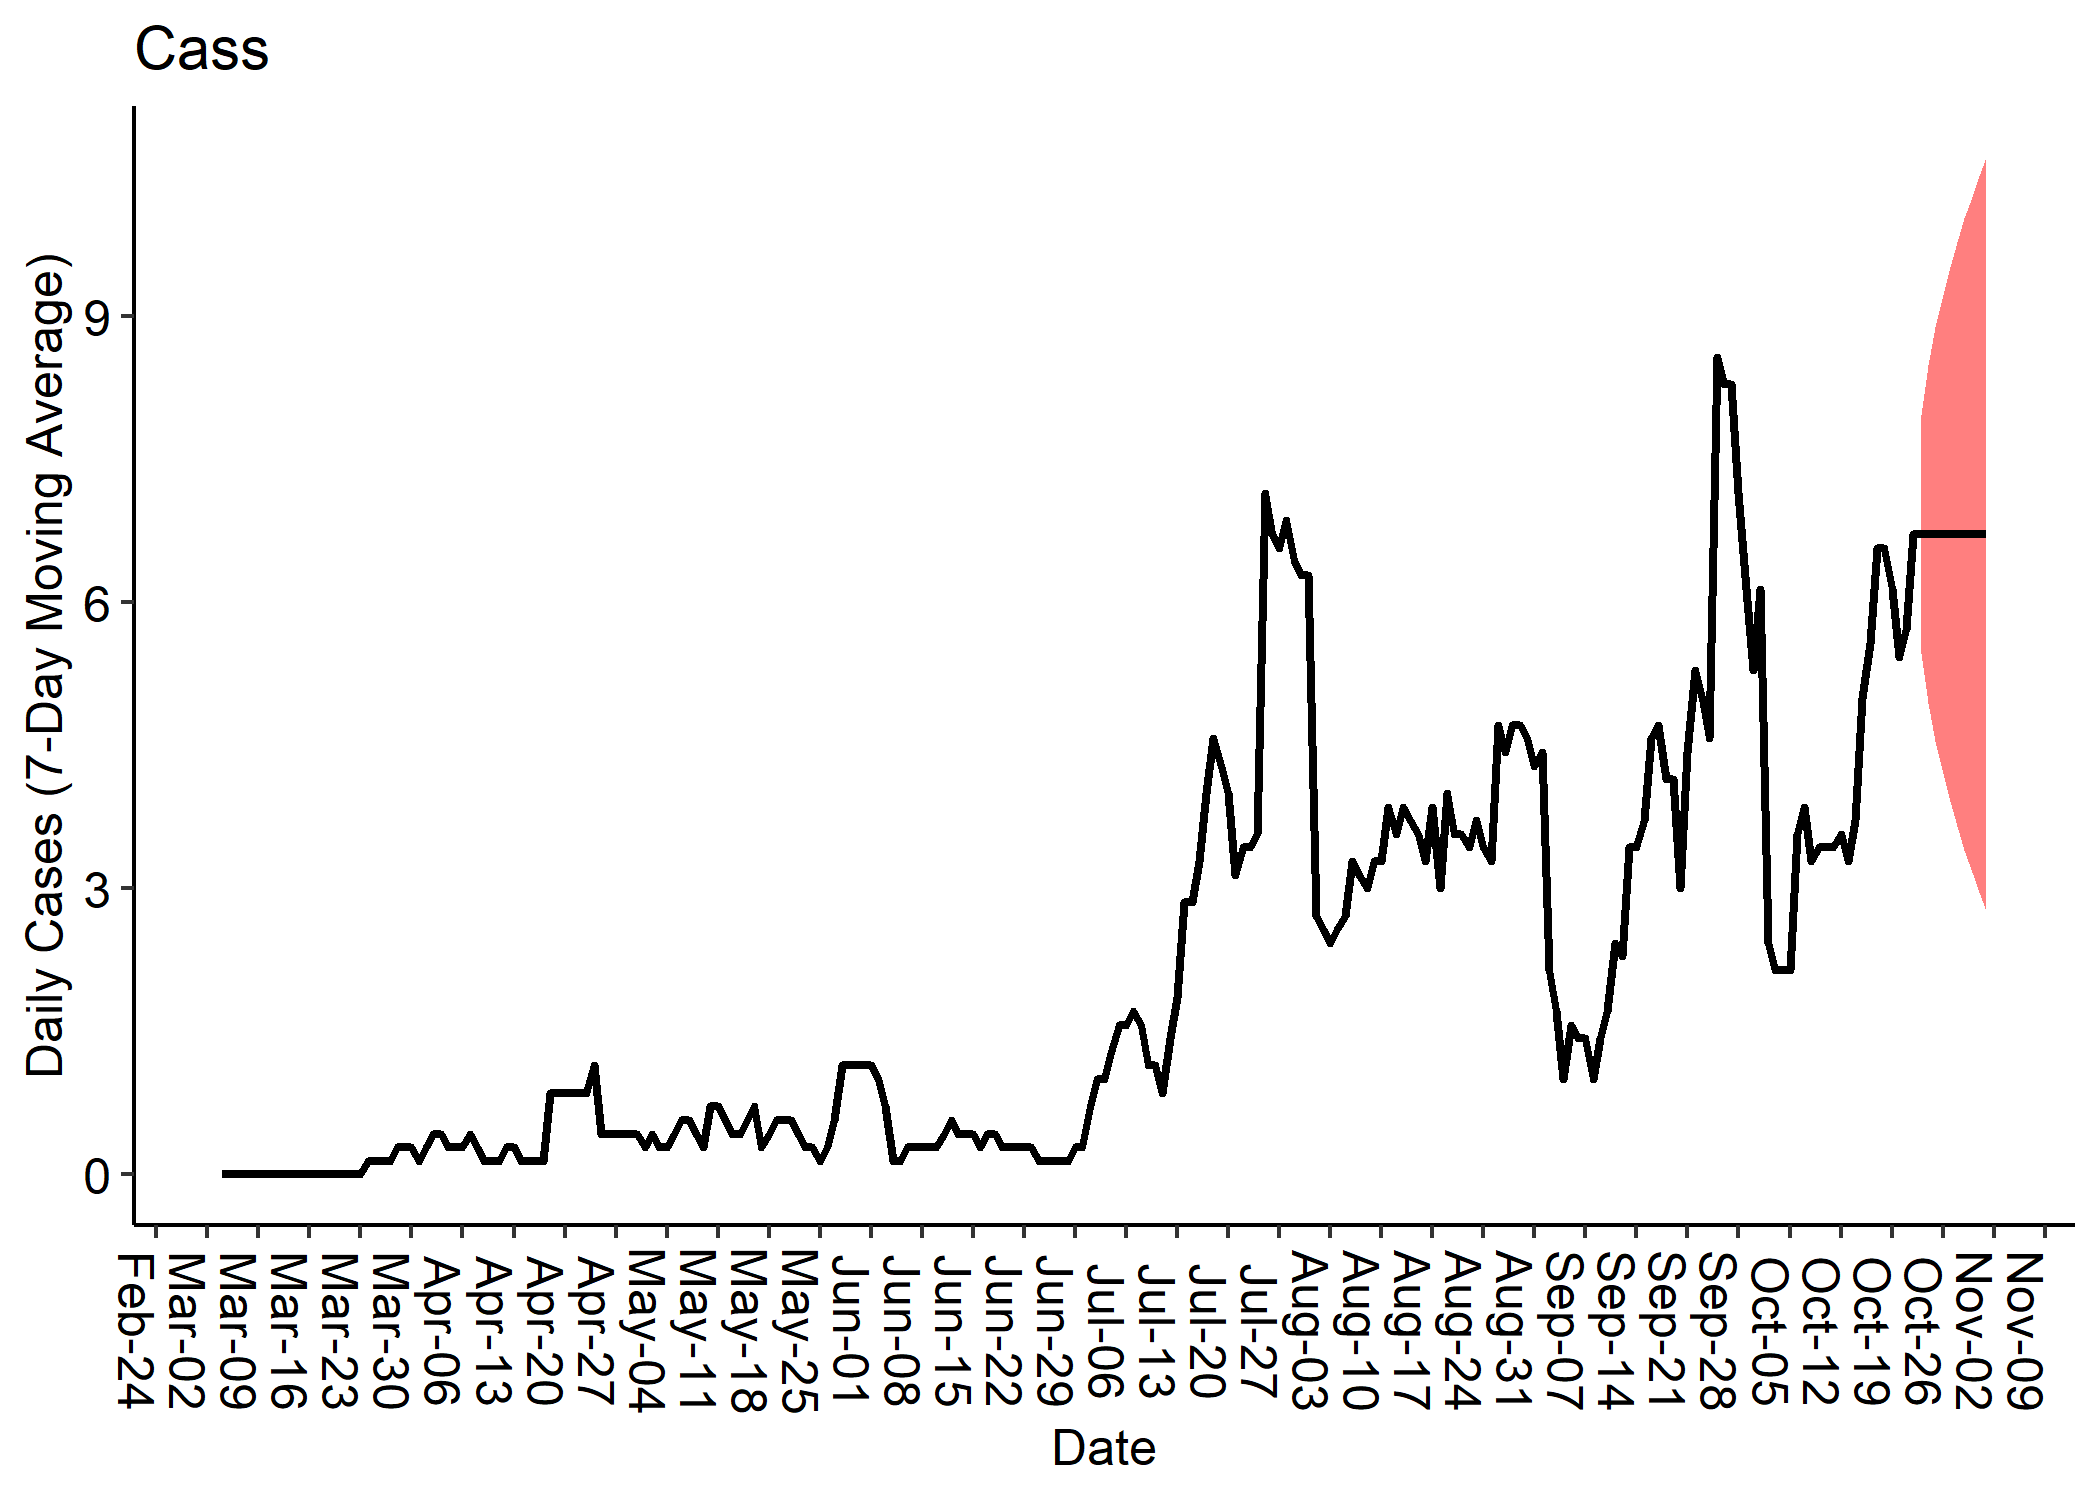 Cass
Daily Cases (7-Day Moving Average)
9
6
3
0
Feb-24
Mar-02
Mar-09
Mar-16
Mar-23
Mar-30
Apr-06
Apr-13
Apr-20
Apr-27
May-04
May-11
May-18
May-25
Jun-01
Jun-08
Jun-15
Jun-22
Jun-29
Jul-06
Jul-13
Jul-20
Jul-27
Aug-03
Aug-10
Aug-17
Aug-24
Aug-31
Sep-07
Sep-14
Sep-21
Sep-28
Oct-05
Oct-12
Oct-19
Oct-26
Nov-02
Nov-09
Date